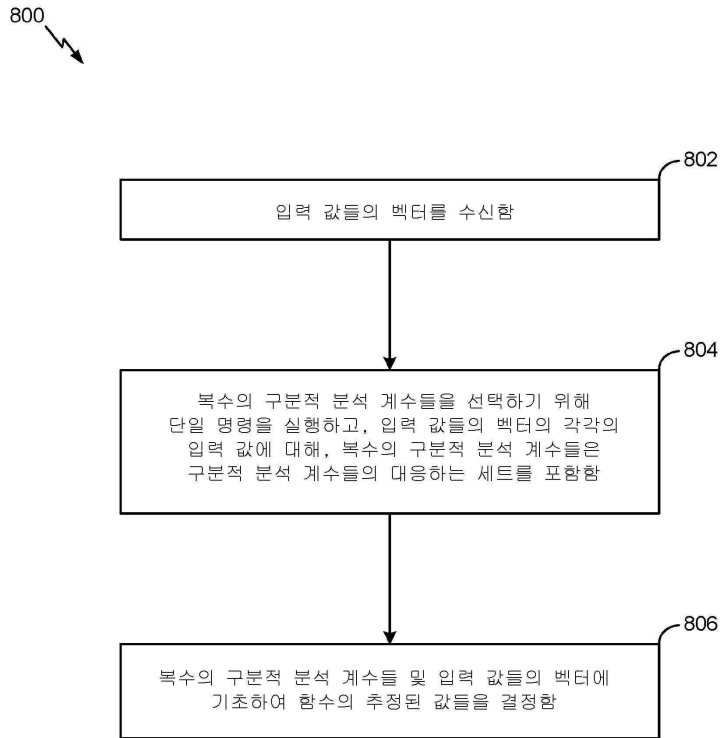 800
802
입력 값들의 벡터를 수신함
804
복수의 구분적 분석 계수들을 선택하기 위해
단일 명령을 실행하고, 입력 값들의 벡터의 각각의
입력 값에 대해, 복수의 구분적 분석 계수들은
구분적 분석 계수들의 대응하는 세트를 포함함
806
복수의 구분적 분석 계수들 및 입력 값들의 벡터에
기초하여 함수의 추정된 값들을 결정함